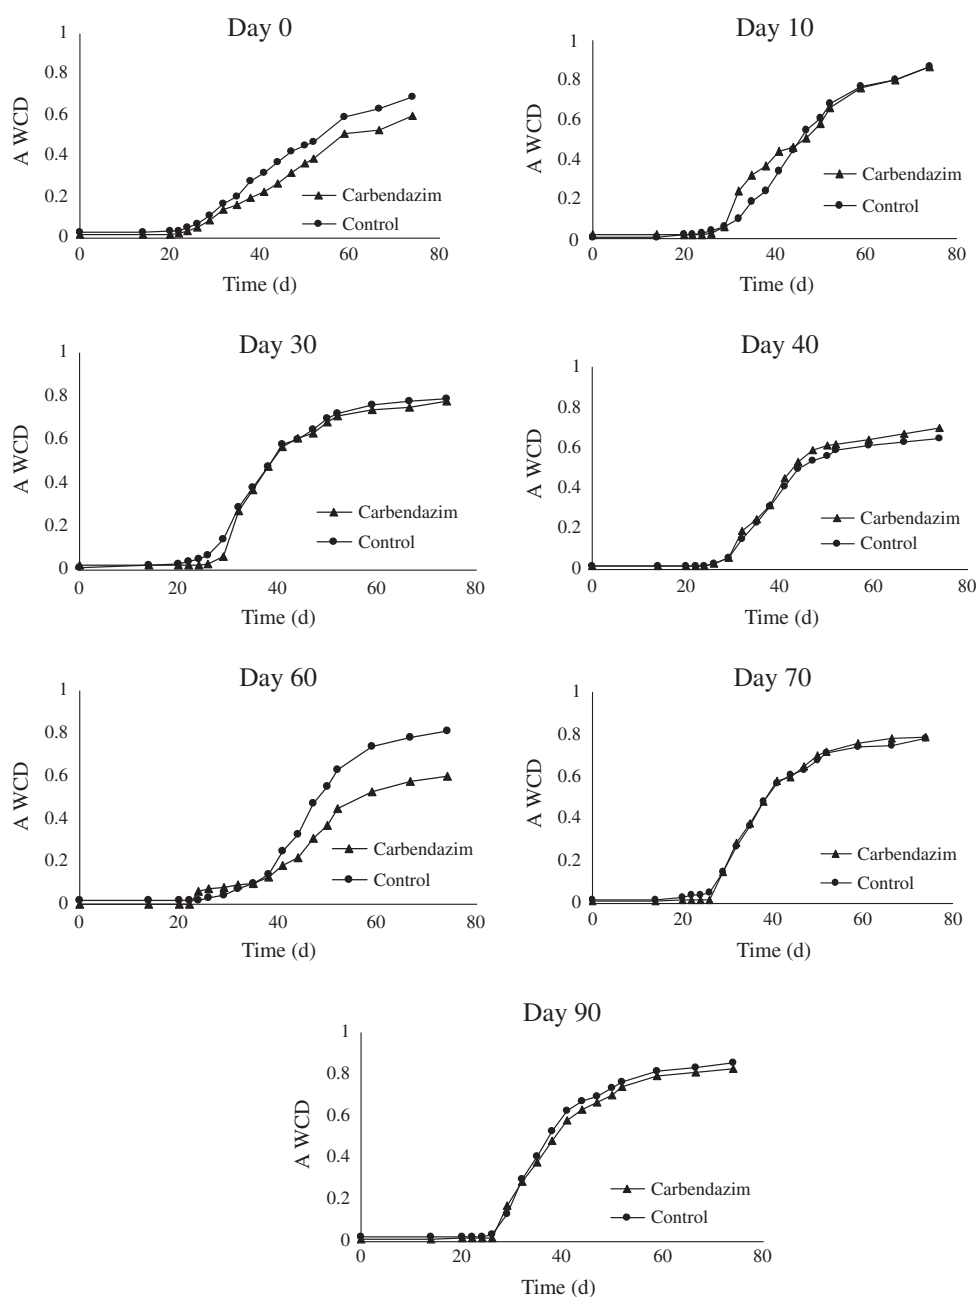 Day 0
1
0.8
0.6
0.4
0.2
0
A WCD
Carbendazim
Control
0 20 40 60 80
Time (d)
Day 10
1
0.8
0.6
0.4
0.2
0
A WCD
Carbendazim
Control
0 20 40 60 80
Time (d)
Day 30
1
0.8
0.6
0.4
0.2
0
A WCD
Carbendazim
Control
0 20 40 60 80
Time (d)
Day 40
1
0.8
0.6
0.4
0.2
0
A WCD
Carbendazim
Control
0 20 40 60 80
Time (d)
Day 60
1
0.8
0.6
0.4
0.2
0
A WCD
Carbendazim
Control
0 20 40 60 80
Time (d)
Day 70
1
0.8
0.6
0.4
0.2
0
A WCD
Carbendazim
Control
0 20 40 60 80
Time (d)
Day 90
1
0.8
0.6
0.4
0.2
0
A WCD
Carbendazim
Control
0 20 40 60 80
Time (d)